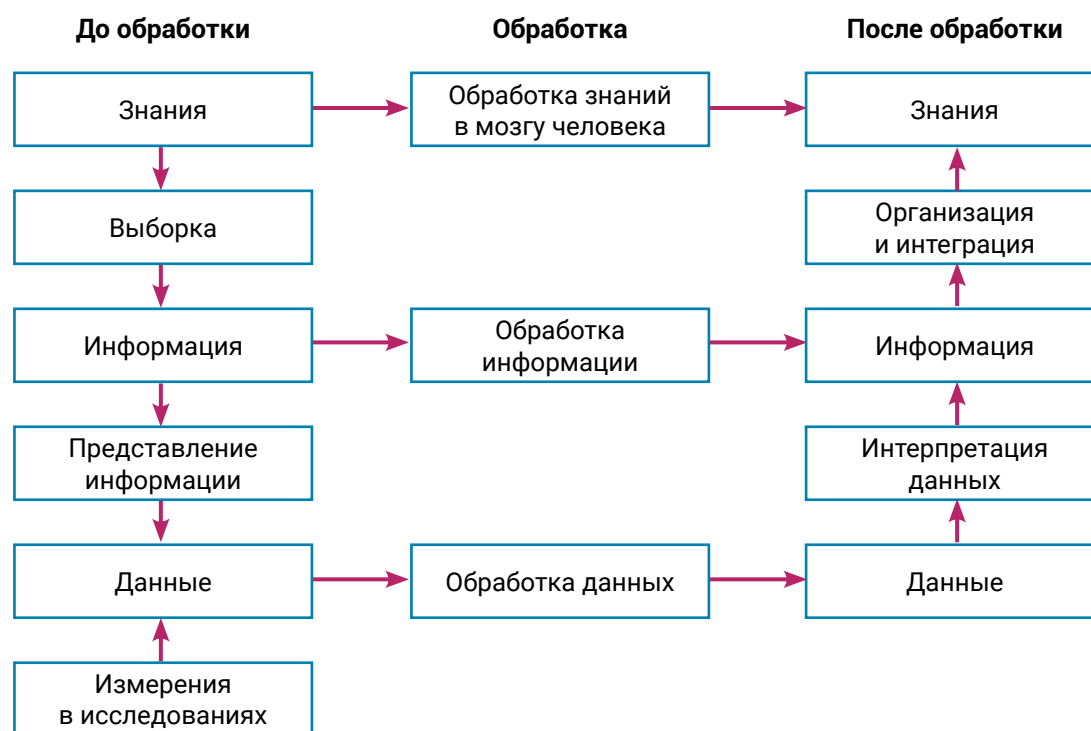 До обработки
Обработка
После обработки
Знания
Обработка знаний
в мозгу человека
Знания
Выборка
Организация
и интеграция
Информация
Обработка
информации
Информация
Представление
информации
Интерпретация
данных
Данные
Обработка данных
Данные
Измерения
в исследованиях